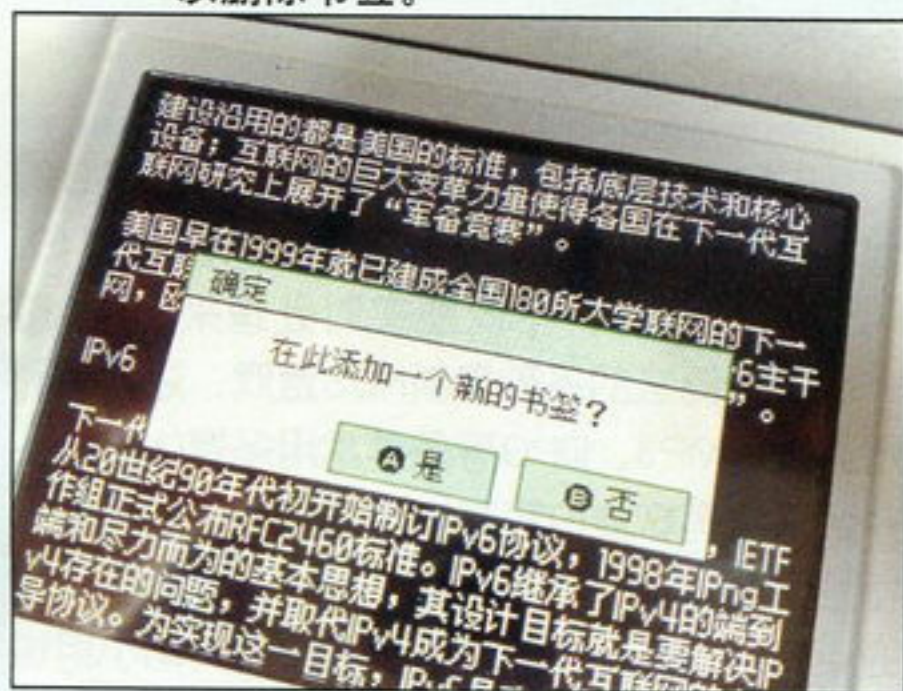 以删除书签。
建设沿用的都是美国的标准，包括底层技术和核心
设备；互联网的巨大变革力量使得各国在下一代互
联网研究上展开了“军备竞赛”。
美国早在1999年就已建成全国180所大学联网的下一
代互联
6主干
网，欧
”。
确定
在此添加一个新的书签？
A 是
B 否
IPv6
下一代
，IETF
从20世纪90年代初开始制订IPv6协议，1998年IPng工
作组正式公布RFC2460标准。IPv6继承了IPv4的端到
端和尽力而为的基本思想，其设计目标就是要解决IP
v4存在的问题，并取代IPv4成为下一代互联网的
导协议。为实现这一目标，IPv6